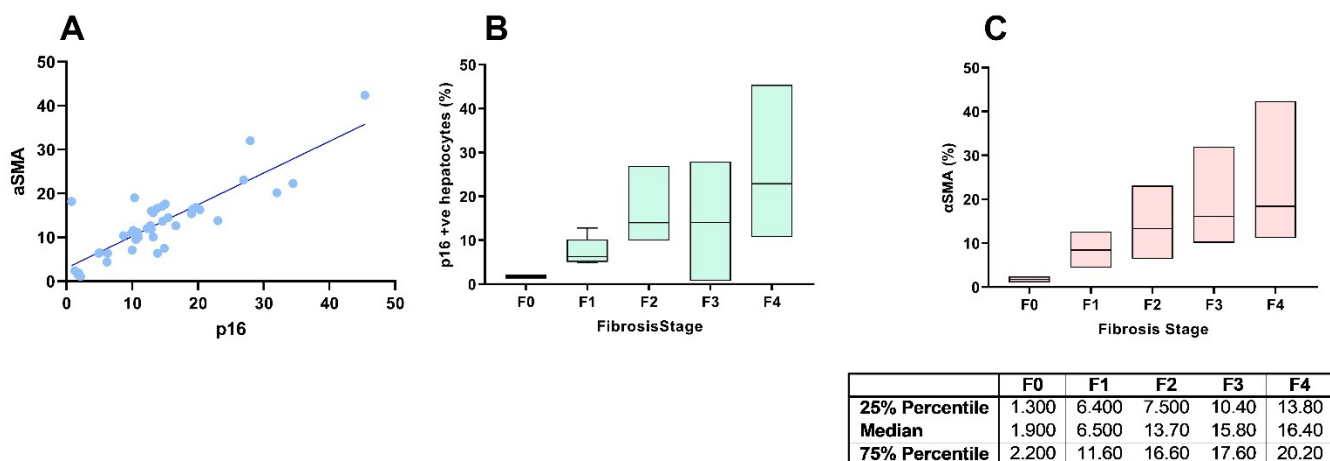 A
aSMA
50
40
30
20
10
0
0 10 20 30 40 50
p16
B
p16 +ve hepatocytes (%)
50
40
30
20
10
0
F0 F1 F2 F3 F4
FibrosisStage
C
αSMA (%)
50
40
30
20
10
0
F0 F1 F2 F3 F4
Fibrosis Stage
F0 F1 F2 F3 F4
25% Percentile 1.300 6.400 7.500 10.40 13.80
Median 1.900 6.500 13.70 15.80 16.40
75% Percentile 2.200 11.60 16.60 17.60 20.20